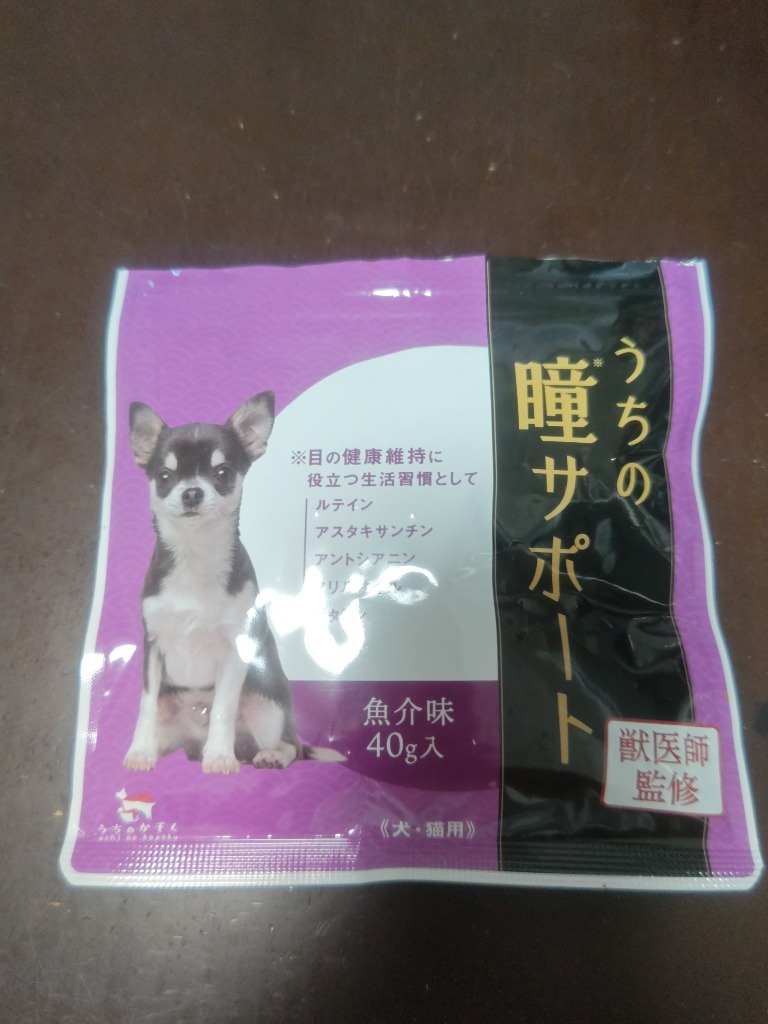 うちの
※
瞳サポート
※目の健康維持に
役立つ生活習慣として
ルテイン
アスタキサンチン
アントシアニン
魚介味
40g入
獣医師
監修
うちのかぞく
uchi no kazoku
《犬・猫用》